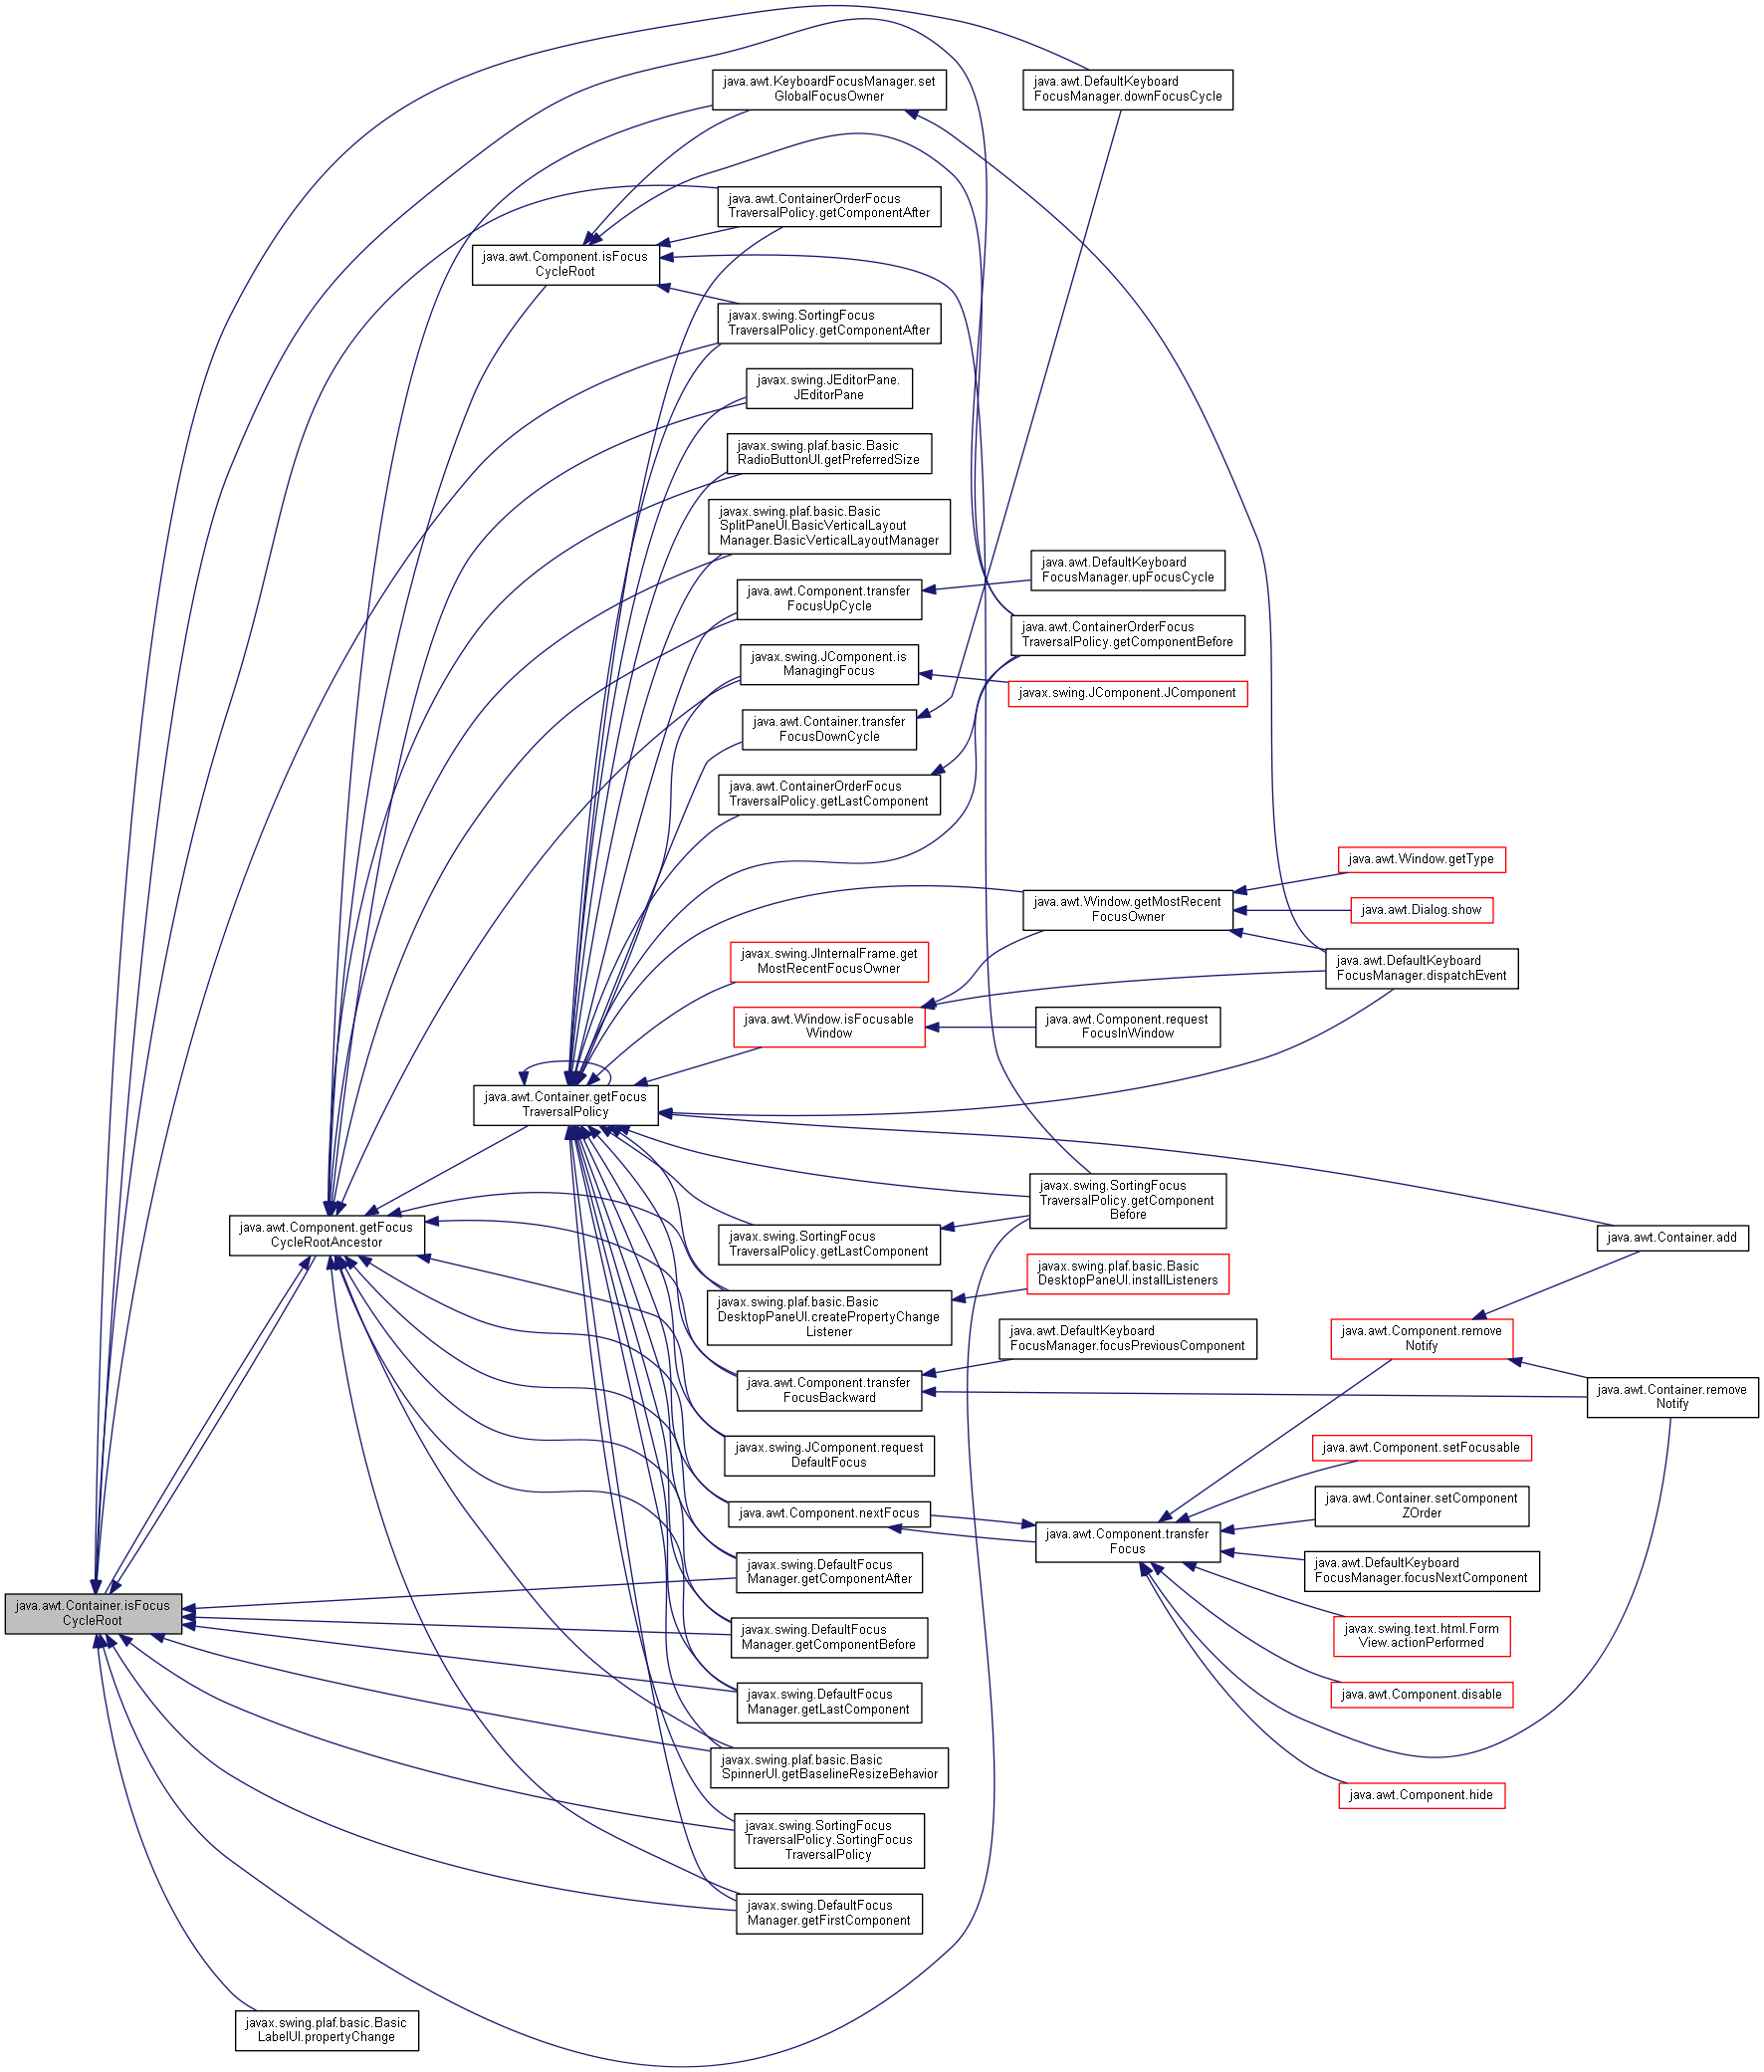 java.awt.KeyboardFocusManager.set
GlobalFocusOwner
java.awt.DefaultKeyboard
FocusManager.downFocusCycle
java.awt.ContainerOrderFocus
TraversalPolicy.getComponentAfter
java.awt.Component.isFocus
CycleRoot
javax.swing.SortingFocus
TraversalPolicy.getComponentAfter
javax.swing.JEditorPane.
JEditorPane
javax.swing.plaf.basic.Basic
RadioButtonUI.getPreferredSize
javax.swing.plaf.basic.Basic
SplitPaneUI.BasicVerticalLayout
Manager.BasicVerticalLayoutManager
java.awt.DefaultKeyboard
FocusManager.upFocusCycle
java.awt.Component.transfer
FocusUpCycle
java.awt.ContainerOrderFocus
TraversalPolicy.getComponentBefore
javax.swing.JComponent.is
ManagingFocus
javax.swing.JComponent.JComponent
java.awt.Container.transfer
FocusDownCycle
java.awt.ContainerOrderFocus
TraversalPolicy.getLastComponent
java.awt.Window.getType
java.awt.Window.getMostRecent
FocusOwner
java.awt.Dialog.show
javax.swing.JInternalFrame.get
MostRecentFocusOwner
java.awt.DefaultKeyboard
FocusManager.dispatchEvent
java.awt.Window.isFocusable
Window
java.awt.Component.request
FocusInWindow
java.awt.Container.getFocus
TraversalPolicy
javax.swing.SortingFocus
TraversalPolicy.getComponent
Before
java.awt.Component.getFocus
CycleRootAncestor
javax.swing.SortingFocus
TraversalPolicy.getLastComponent
java.awt.Container.add
javax.swing.plaf.basic.Basic
DesktopPaneUI.installListeners
javax.swing.plaf.basic.Basic
DesktopPaneUI.createPropertyChange
Listener
java.awt.DefaultKeyboard
FocusManager.focusPreviousComponent
java.awt.Component.remove
Notify
java.awt.Component.transfer
FocusBackward
java.awt.Container.remove
Notify
javax.swing.JComponent.request
DefaultFocus
java.awt.Component.setFocusable
java.awt.Component.nextFocus
java.awt.Container.setComponent
ZOrder
java.awt.Component.transfer
Focus
javax.swing.DefaultFocus
Manager.getComponentAfter
java.awt.DefaultKeyboard
FocusManager.focusNextComponent
java.awt.Container.isFocus
CycleRoot
javax.swing.DefaultFocus
Manager.getComponentBefore
javax.swing.text.html.Form
View.actionPerformed
javax.swing.DefaultFocus
Manager.getLastComponent
java.awt.Component.disable
javax.swing.plaf.basic.Basic
SpinnerUI.getBaselineResizeBehavior
java.awt.Component.hide
javax.swing.SortingFocus
TraversalPolicy.SortingFocus
TraversalPolicy
javax.swing.DefaultFocus
Manager.getFirstComponent
javax.swing.plaf.basic.Basic
LabelUI.propertyChange